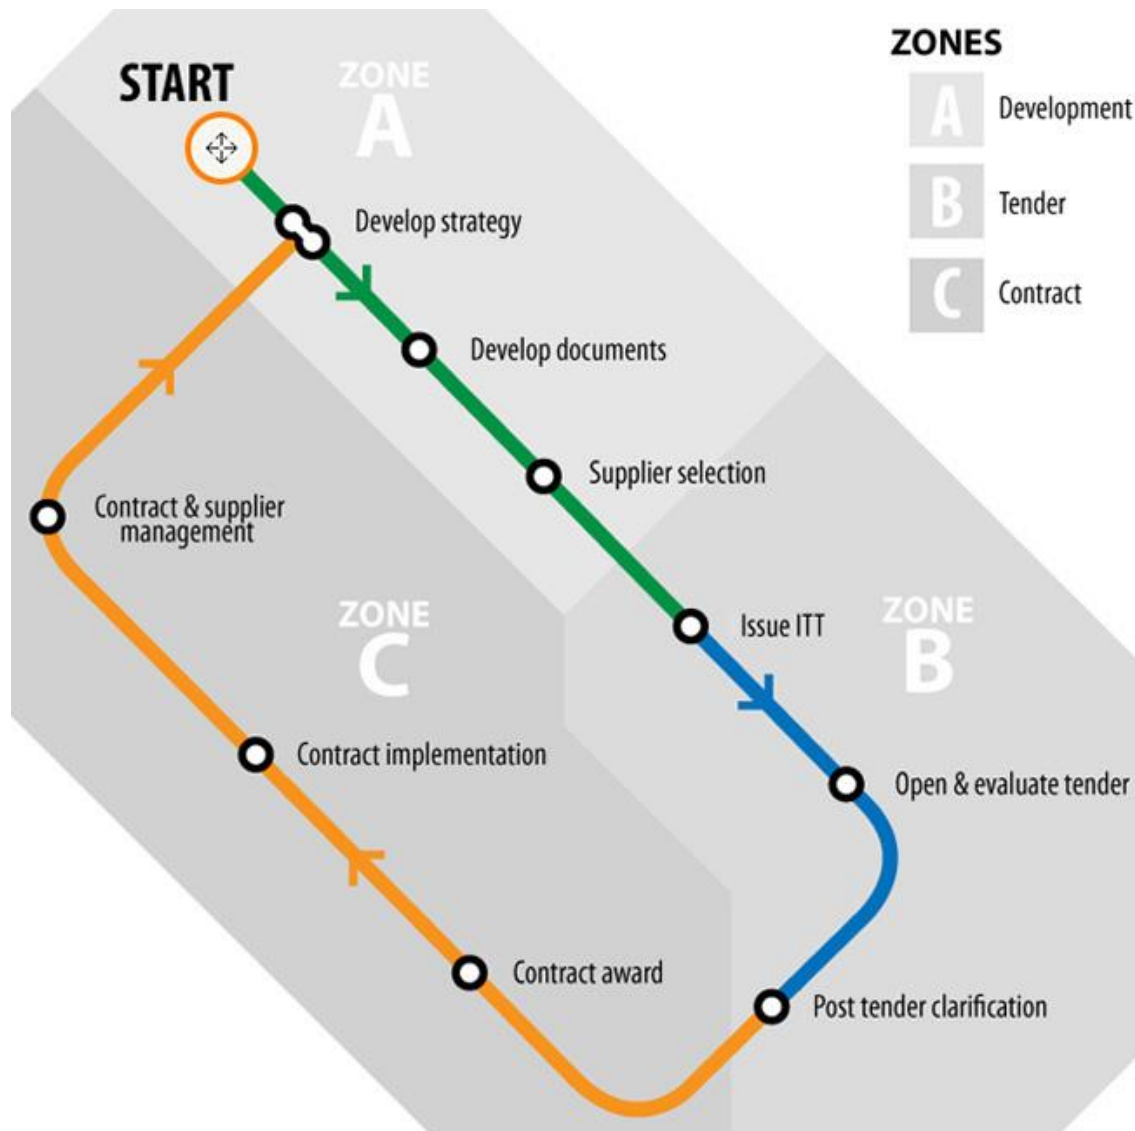 START
ZONE
A
ZONES
A
Development
B
Tender
C
Contract
Develop strategy
Develop documents
Supplier selection
Contract & supplier
management
ZONE
C
Issue ITT
ZONE
B
Contract implementation
Open & evaluate tender
Contract award
Post tender clarification